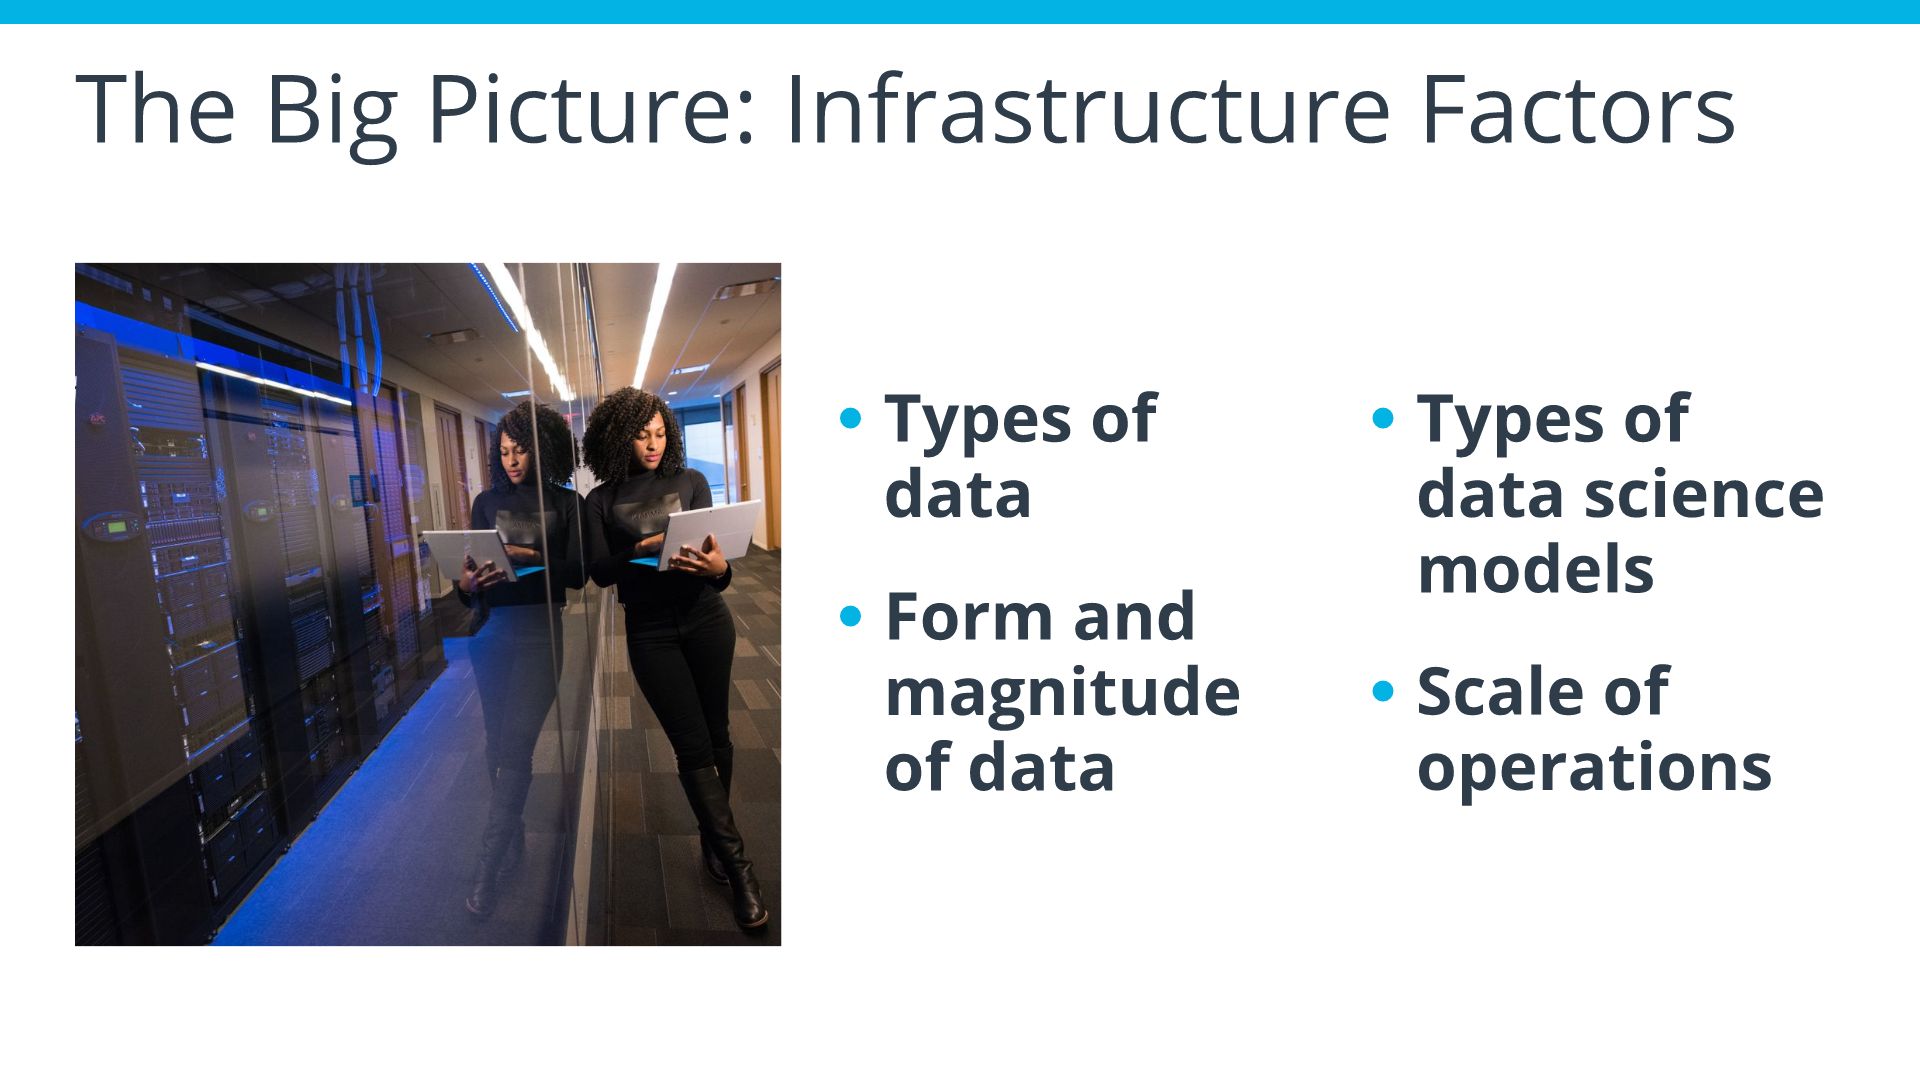 The Big Picture: Infrastructure Factors
• Types of
data
• Form and
magnitude
of data
• Types of
data science
models
• Scale of
operations